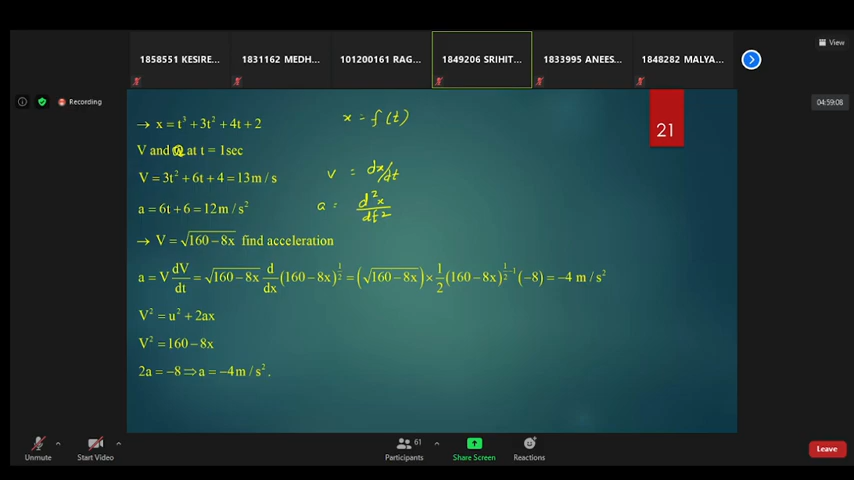 View
1858551 KESIRE... 1831162 MEDH... 101200161 RAG... 1849206 SRIHIT... 1833995 ANEES... 1848282 MALYA...
Recording
04:59:08
21
→ x = t³ + 3t² + 4t + 2
x = f(t)
V and a at t = 1sec
V = 3t² + 6t + 4 = 13m / s
v = dx/dt
a = 6t + 6 = 12m / s²
a = d²x/dt²
→ V = √(160 – 8x) find acceleration
a = V dV/dt = √(160 – 8x) d/dx (160 – 8x)^(1/2) = (√(160 – 8x)) × 1/2 (160 – 8x)^(1/2 –1) (–8) = –4 m / s²
V² = u² + 2ax
V² = 160 – 8x
2a = –8 ⇒ a = –4m / s².
Unmute
Start Video
61
Participants
Share Screen
Reactions
Leave